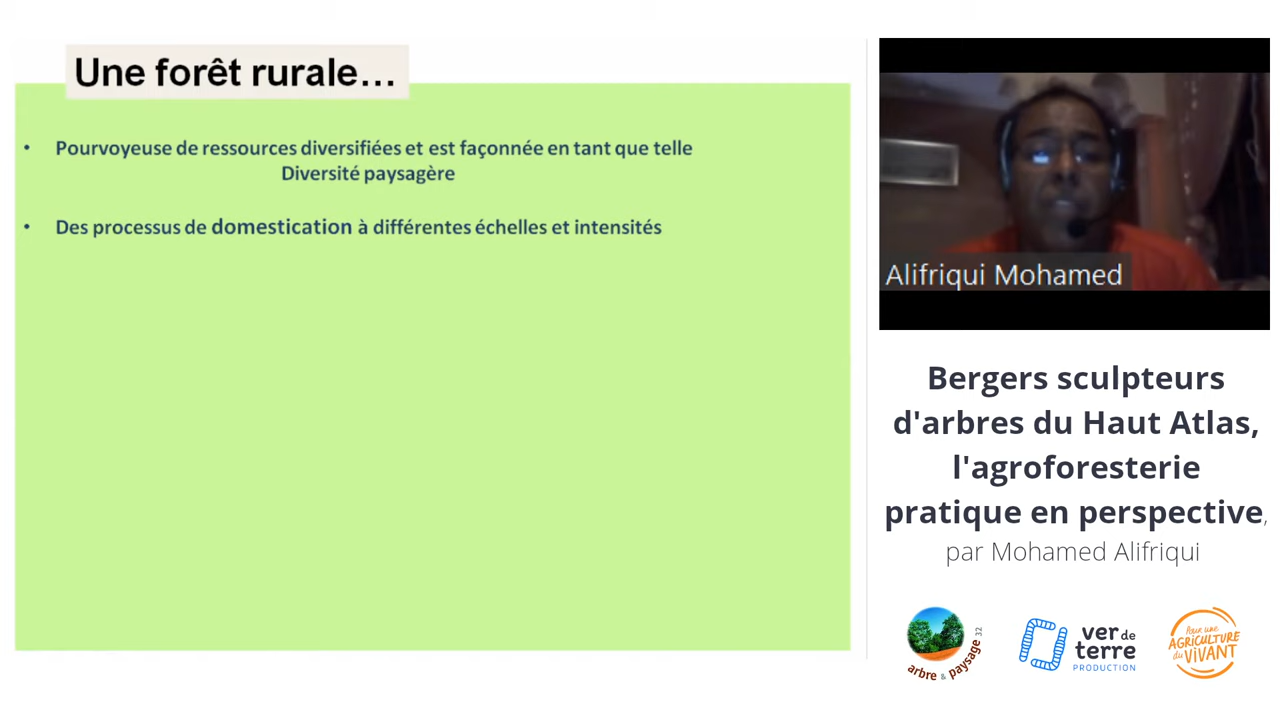 Une forêt rurale…
• Pourvoyeuse de ressources diversifiées et est façonnée en tant que telle
Diversité paysagère
• Des processus de domestication à différentes échelles et intensités
Alifriqui Mohamed
Bergers sculpteurs
d'arbres du Haut Atlas,
l'agroforesterie
pratique en perspective,
par Mohamed Alifriqui
arbre & paysage 32
ver de
terre
PRODUCTION
Pour une
AGRICULTURE
du VIVANT